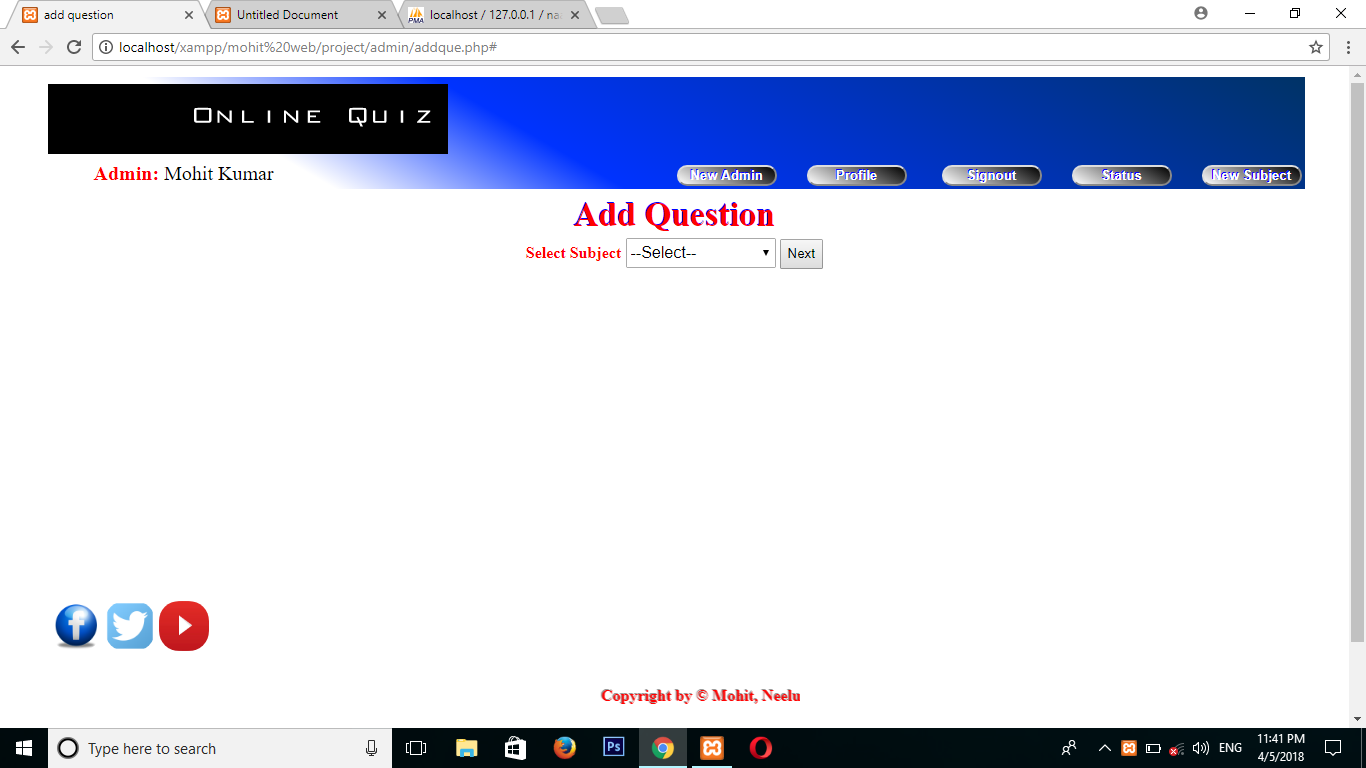 add question
Untitled Document
localhost / 127.0.0.1 / na
localhost/xampp/mohit%20web/project/admin/addque.php#
Online Quiz
Admin: Mohit Kumar
New Admin
Profile
Signout
Status
New Subject
Add Question
Select Subject --Select-- Next
Copyright by © Mohit, Neelu
Type here to search
Ps
ENG
11:41 PM
4/5/2018